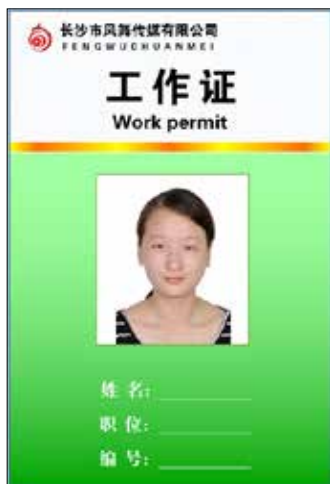 长沙市风舞传媒有限公司
FENGWUCHUANMEI
工作证
Work permit
姓 名:
职 位:
编 号: